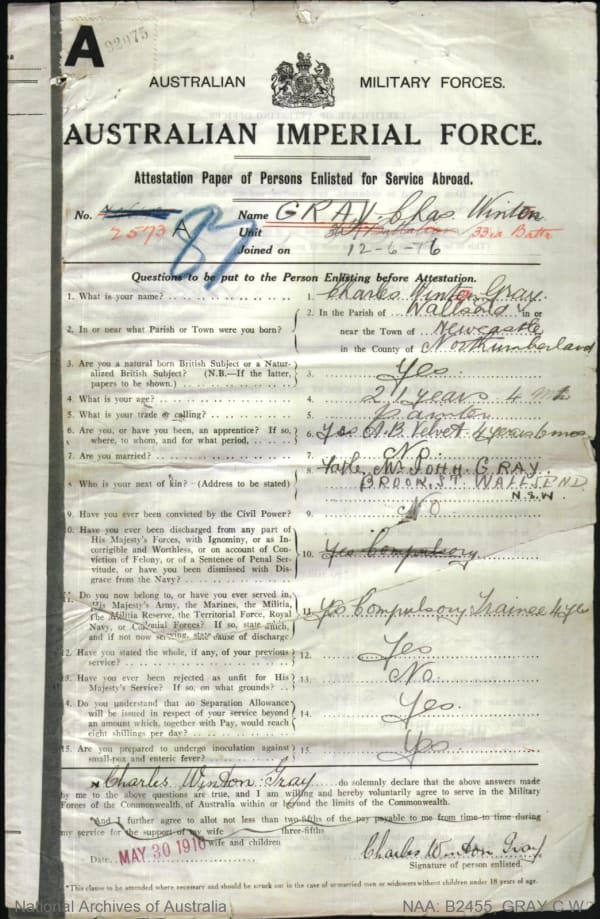 A
92075
AUSTRALIAN MILITARY FORCES.
AUSTRALIAN IMPERIAL FORCE.
Attestation Paper of Persons Enlisted for Service Abroad.
No. 2573 A
87
Name GRAY, Chas. Winton
Unit 33rd Battn
Joined on 12-6-16
Questions to be put to the Person Enlisting before Attestation.
1. What is your name? 1. Charles Winton Gray.
2. In or near what Parish or Town were you born? 2. In the Parish of Wallsend in or
near the Town of Newcastle
in the County of Northumberland
3. Are you a natural born British Subject or a Natu-
ralized British Subject? (N.B.—If the latter,
papers to be shown.) 3. Yes.
4. What is your age? 4. 21 years 4 Mths
5. What is your trade or calling? 5. Painter
6. Are you, or have you been, an apprentice? If so,
where, to whom, and for what period, 6. Yes A.B. Velvet 4 years 6 mos
7. Are you married? 7. No.
8. Who is your next of kin? (Address to be stated) 8. Father Mr JOHN GRAY.
BROOK ST WALLSEND
N.S.W.
9. Have you ever been convicted by the Civil Power? 9. No
10. Have you ever been discharged from any part of
His Majesty's Forces, with Ignominy, or as In-
corrigible and Worthless, or on account of Con-
viction of Felony, or of a Sentence of Penal Ser-
vitude, or have you been dismissed with Dis-
grace from the Navy? 10. Yes Compulsory
11. Do you now belong to, or have you ever served in,
His Majesty's Army, the Marines, the Militia,
the Militia Reserve, the Territorial Force, Royal
Navy, or Colonial Forces? If so, state which,
and if not now serving, state cause of discharge 11. Yes Compulsory Trainee 4 yrs
12. Have you stated the whole, if any, of your previous
service? 12. Yes
13. Have you ever been rejected as unfit for His
Majesty's Service? If so, on what grounds? 13. No.
14. Do you understand that no Separation Allowance
will be issued in respect of your service beyond
an amount which, together with Pay, would reach
eight shillings per day? 14. Yes.
15. Are you prepared to undergo inoculation against
small-pox and enteric fever? 15. Yes
I, Charles Winton Gray do solemnly declare that the above answers made
by me to the above questions are true, and I am willing and hereby voluntarily agree to serve in the Military
Forces of the Commonwealth of Australia within or beyond the limits of the Commonwealth.
*And I further agree to allot not less than two-fifths of the pay payable to me from time to time during
three-fifths
my service for the support of my wife
wife and children
Date MAY 30 1916
Charles Winton Gray
Signature of person enlisted.
*This clause to be amended where necessary and should be struck out in the case of unmarried men or widowers without children under 18 years of age.
National Archives of Australia
NAA: B2455, GRAY C W